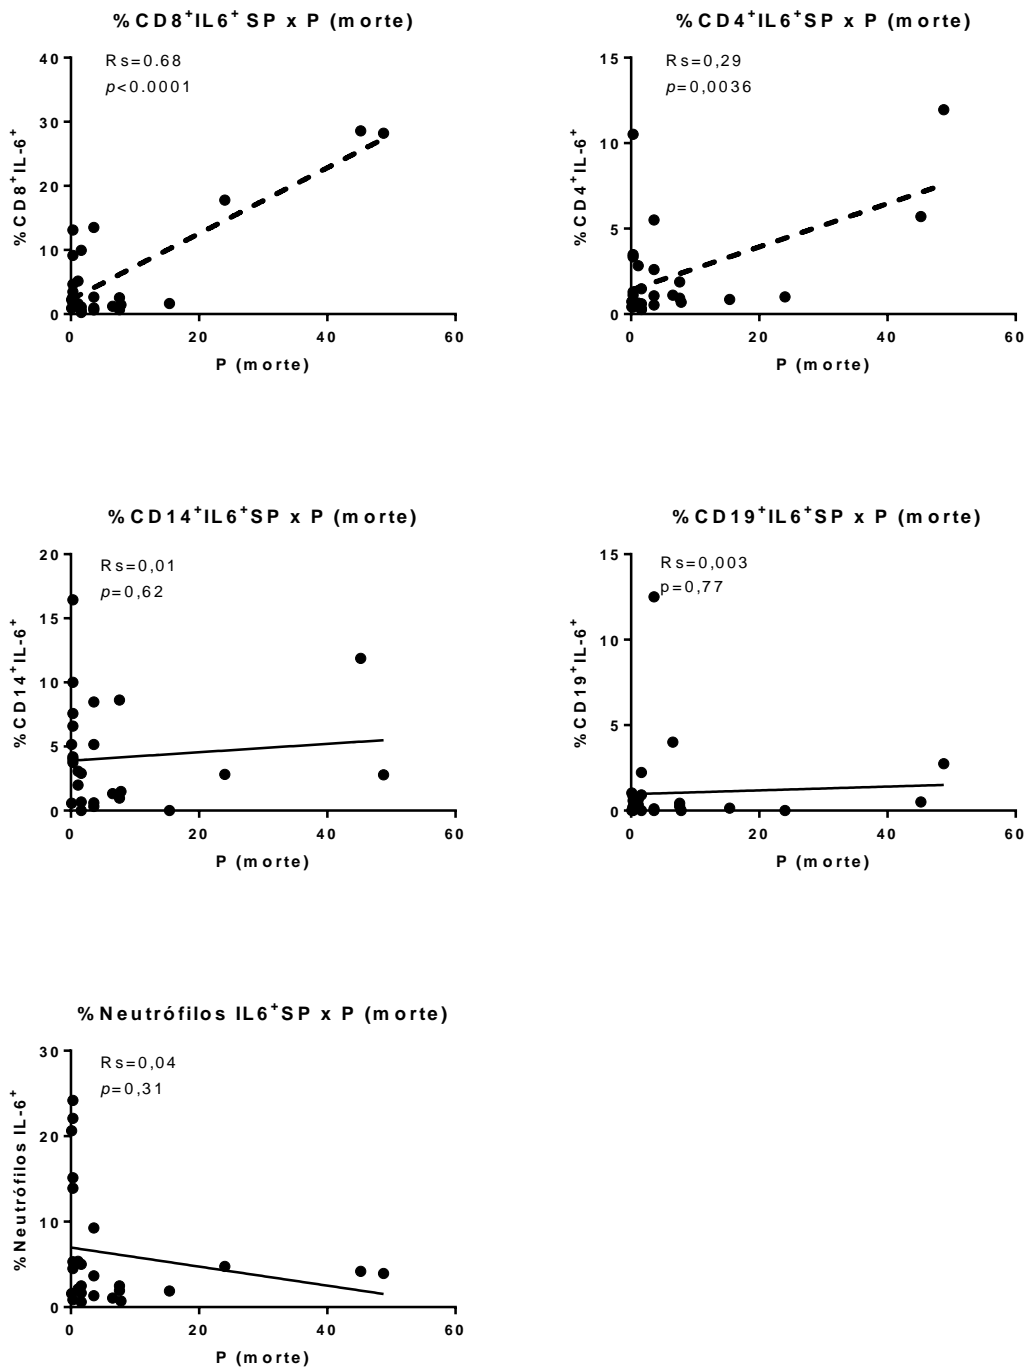 %CD8⁺IL6⁺ SP x P (morte)
Rs=0.68
p<0.0001
%CD8⁺IL-6⁺
40
30
20
10
0
0 20 40 60
P (morte)
%CD4⁺IL6⁺SP x P (morte)
Rs=0,29
p=0,0036
%CD4⁺IL-6⁺
15
10
5
0
0 20 40 60
P (morte)
%CD14⁺IL6⁺SP x P (morte)
Rs=0,01
p=0,62
%CD14⁺IL-6⁺
20
15
10
5
0
0 20 40 60
P (morte)
%CD19⁺IL6⁺SP x P (morte)
Rs=0,003
p=0,77
%CD19⁺IL-6⁺
15
10
5
0
0 20 40 60
P (morte)
%Neutrófilos IL6⁺SP x P (morte)
Rs=0,04
p=0,31
%Neutrófilos IL-6⁺
30
20
10
0
0 20 40 60
P (morte)